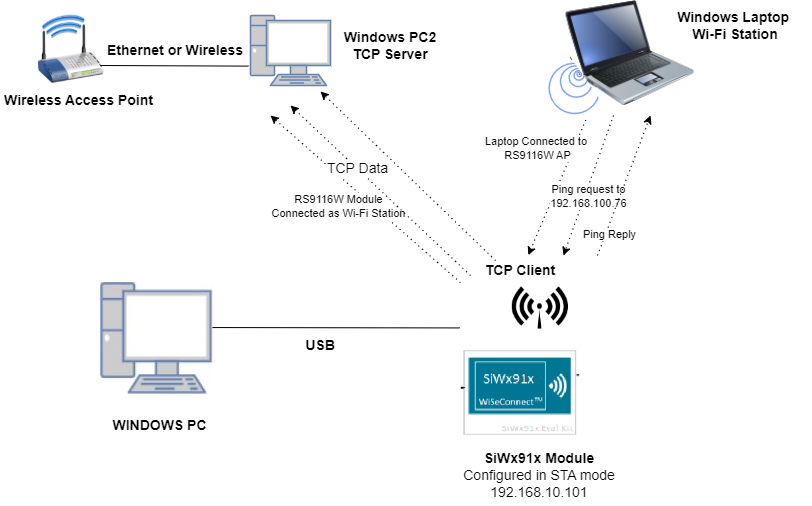 Ethernet or Wireless
Wireless Access Point
Windows PC2
TCP Server
Windows Laptop
Wi-Fi Station
Laptop Connected to
RS9116W AP
TCP Data
RS9116W Module
Connected as Wi-Fi Station
Ping request to
192.168.100.76
Ping Reply
TCP Client
USB
WINDOWS PC
SiWx91x
WiSeConnect™
SiWx91x Eval Kit
SiWx91x Module
Configured in STA mode
192.168.10.101